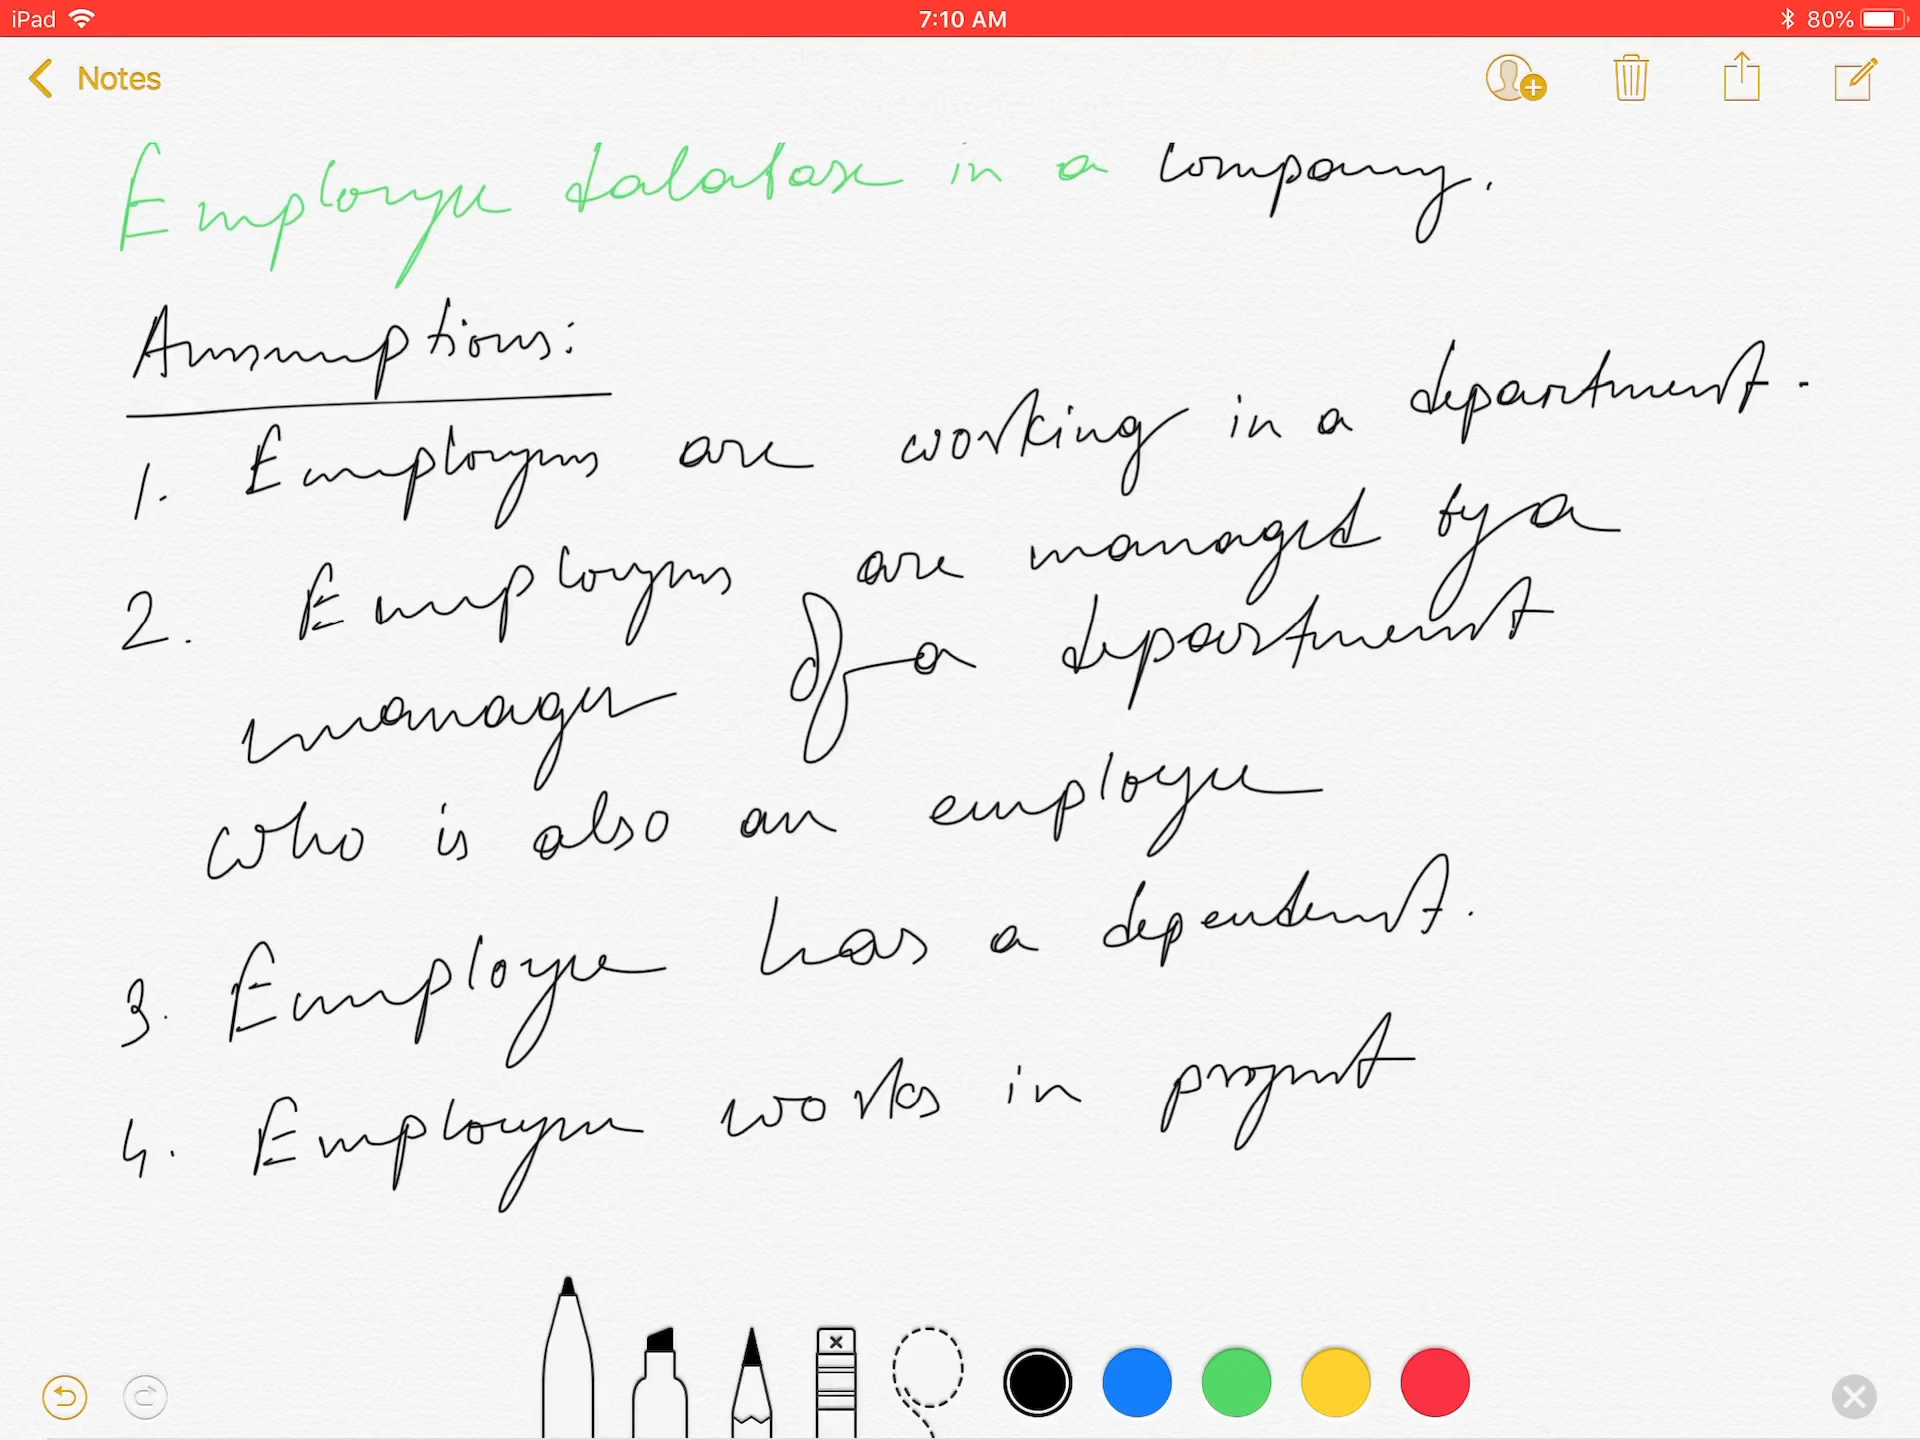 iPad 7:10 AM 80%
Notes
Employee database in a company.
Assumptions:
1. Employees are working in a department.
2. Employees are managed by a
manager of a department
who is also an employee
3. Employee has a dependent.
4. Employee works in project